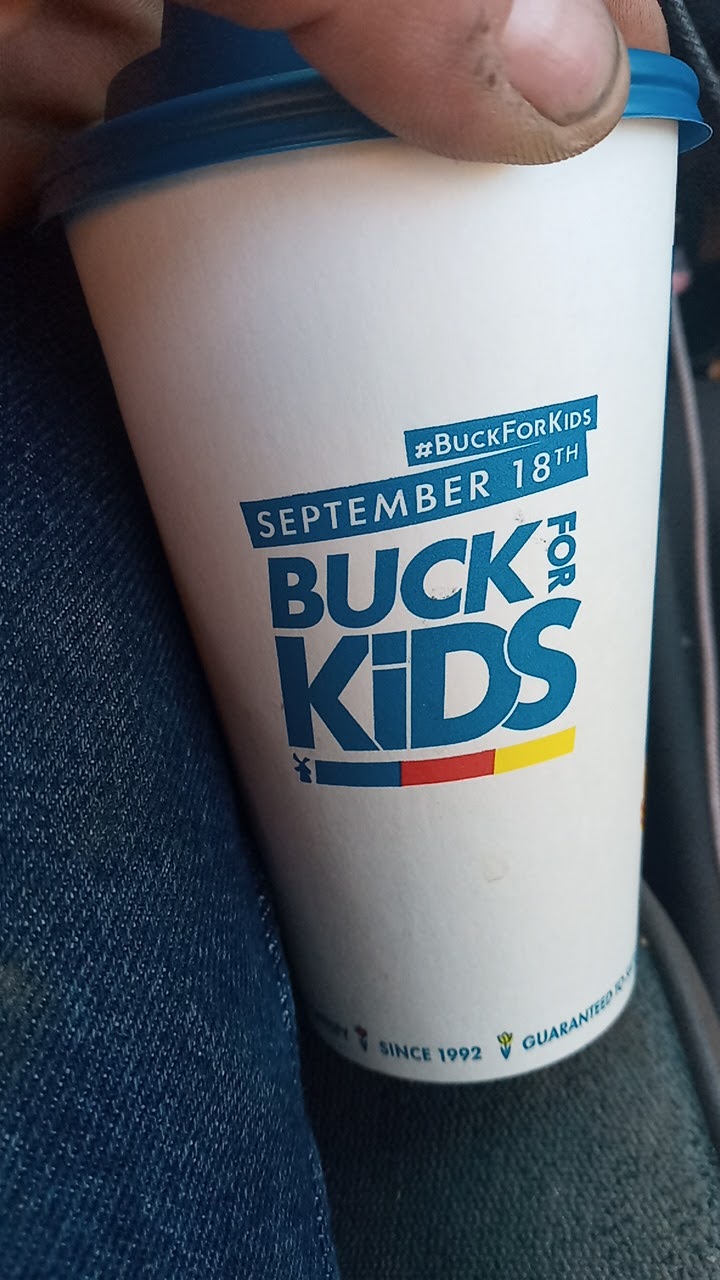 #BUCKFORKIDS
SEPTEMBER 18TH
BUCK FOR
KiDS
SINCE 1992 GUARANTEED